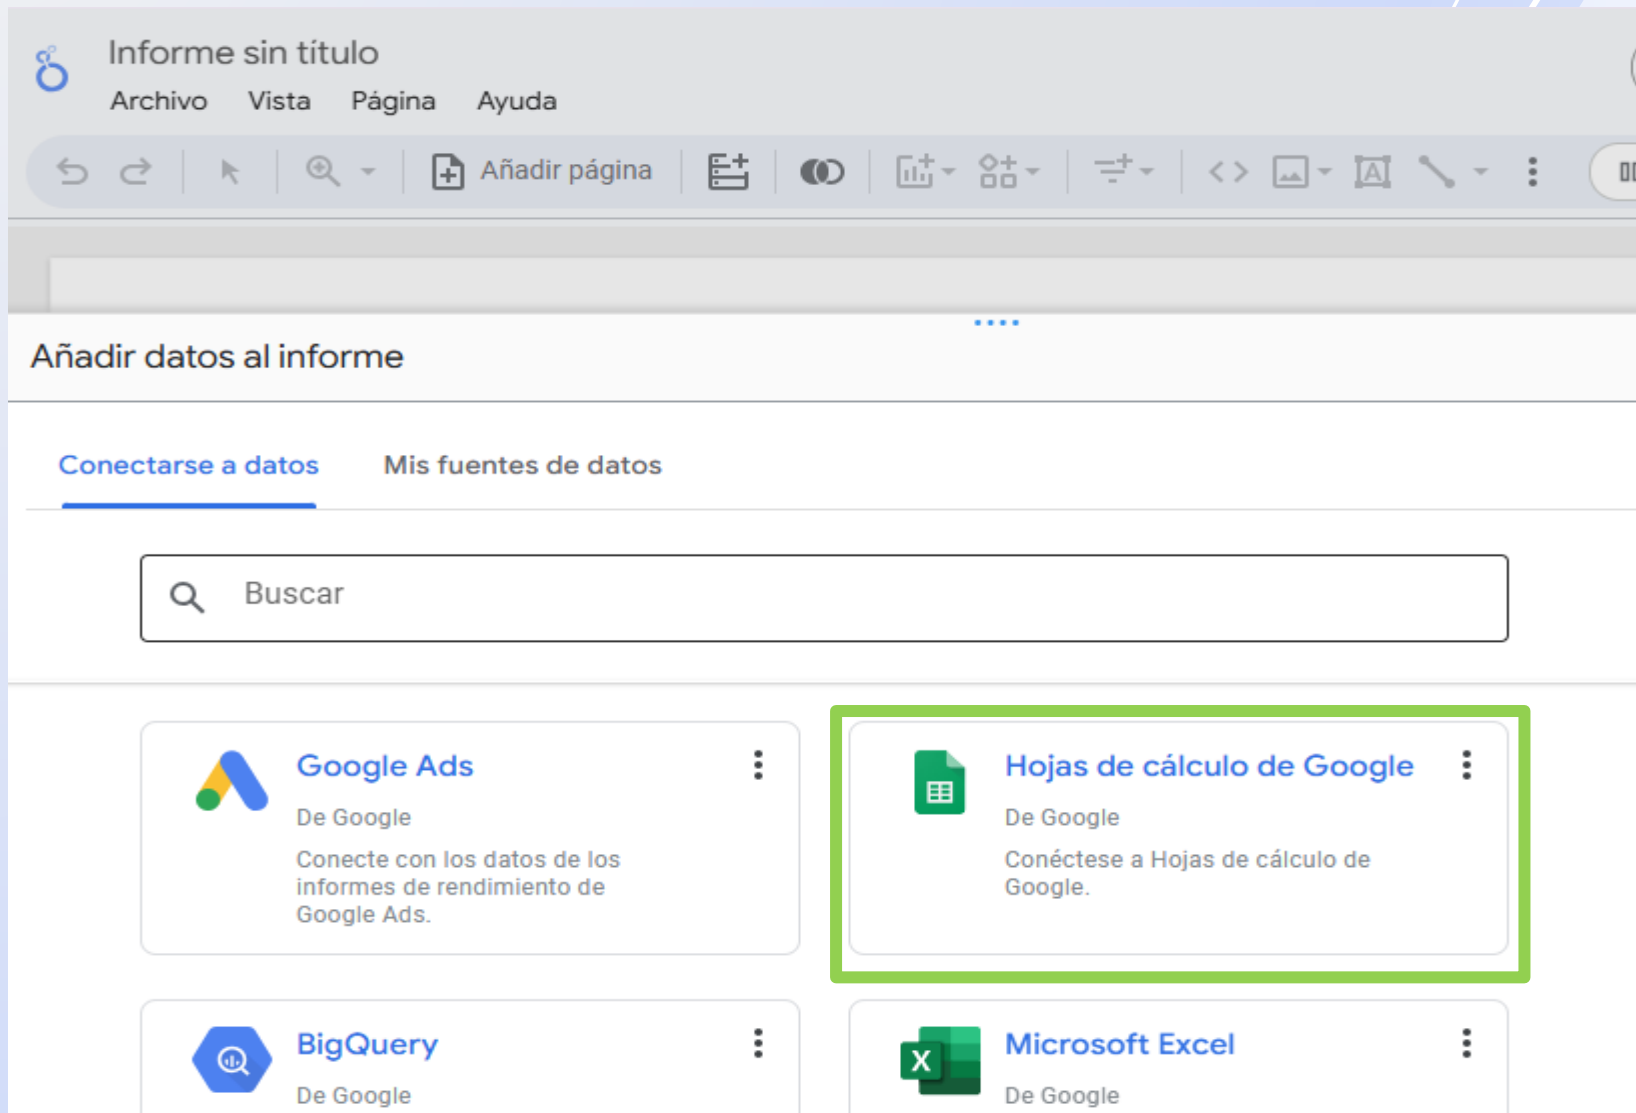 Informe sin título
Archivo Vista Página Ayuda
Añadir página
Añadir datos al informe
Conectarse a datos Mis fuentes de datos
Buscar
Google Ads
De Google
Conecte con los datos de los
informes de rendimiento de
Google Ads.
Hojas de cálculo de Google
De Google
Conéctese a Hojas de cálculo de
Google.
BigQuery
De Google
Microsoft Excel
De Google